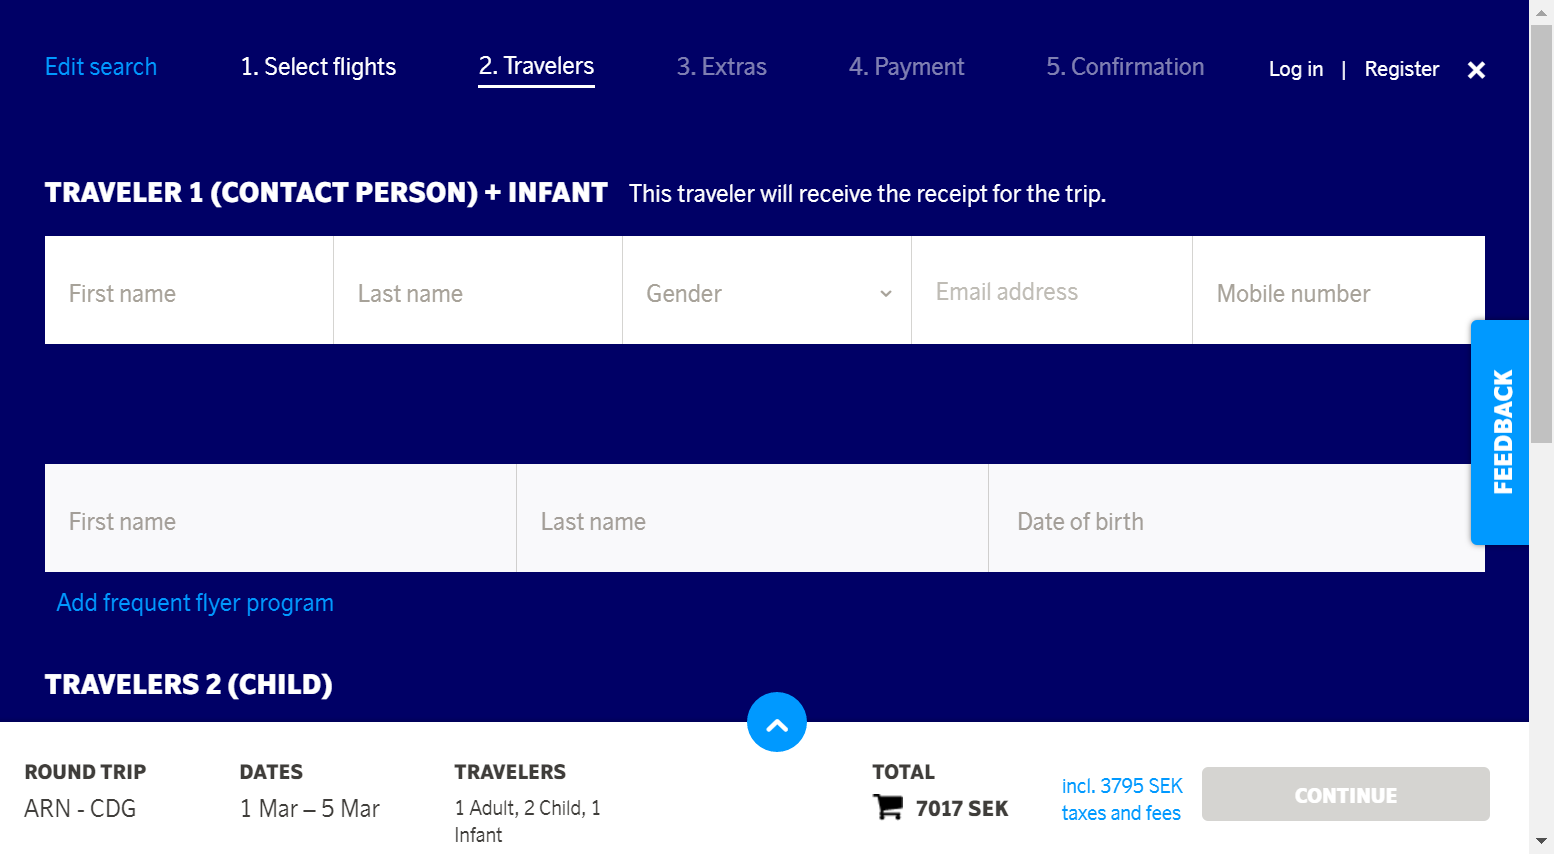 Edit search
1. Select flights
2. Travelers
3. Extras
4. Payment
5. Confirmation
Log in | Register
TRAVELER 1 (CONTACT PERSON) + INFANT This traveler will receive the receipt for the trip.
First name
Last name
Gender
Email address
Mobile number
FEEDBACK
First name
Last name
Date of birth
Add frequent flyer program
TRAVELERS 2 (CHILD)
ROUND TRIP
ARN - CDG
DATES
1 Mar – 5 Mar
TRAVELERS
1 Adult, 2 Child, 1
Infant
TOTAL
7017 SEK
incl. 3795 SEK
taxes and fees
CONTINUE